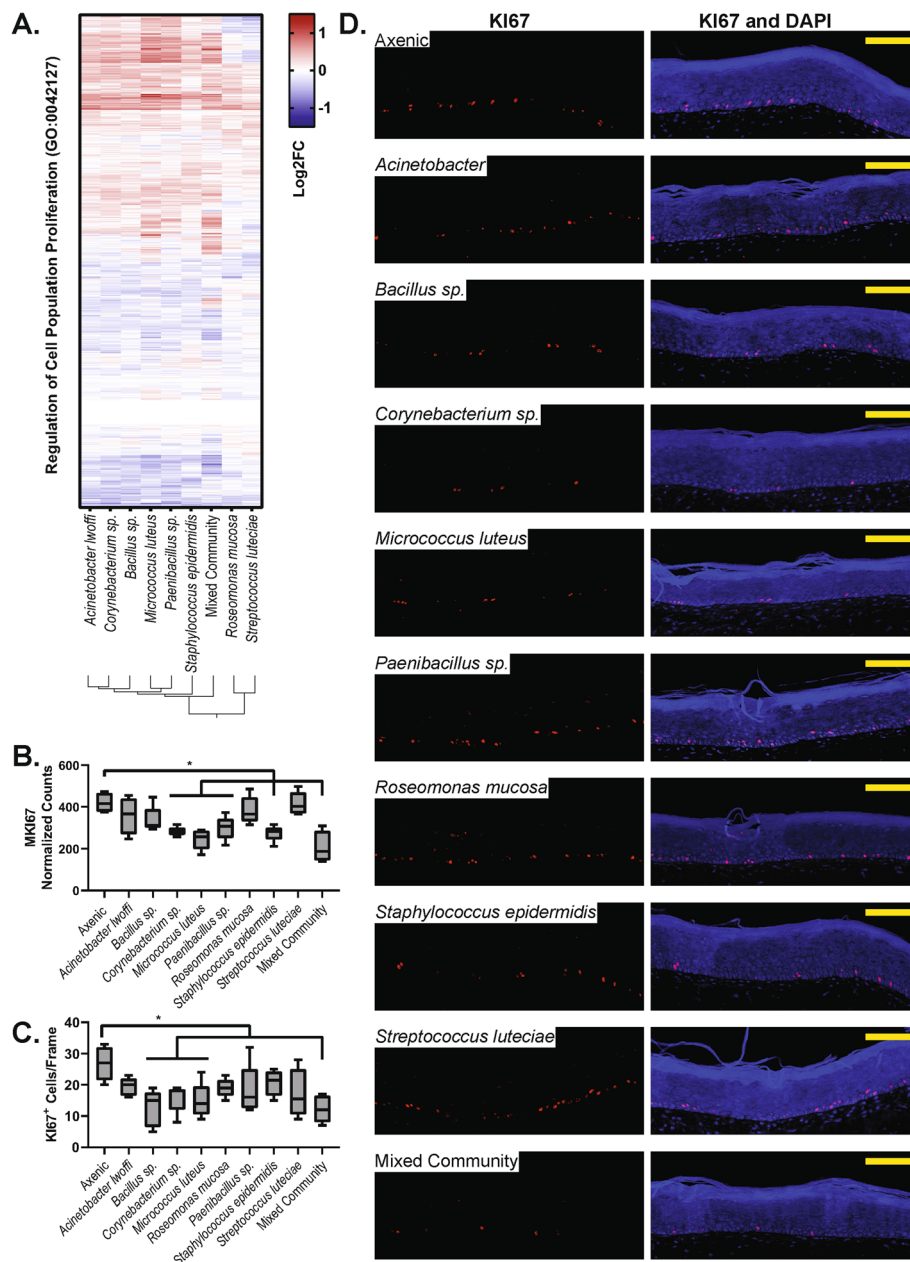 A.
Regulation of Cell Population Proliferation (GO:0042127)
1
0
-1
Log2FC
Acinetobacter lwoffi
Corynebacterium sp.
Bacillus sp.
Micrococcus luteus
Paenibacillus sp.
Staphylococcus epidermidis
Mixed Community
Roseomonas mucosa
Streptococcus luteciae
B.
MKI67
Normalized Counts
600
400
200
0
*
Axenic
Acinetobacter lwoffi
Bacillus sp.
Corynebacterium sp.
Micrococcus luteus
Paenibacillus sp.
Roseomonas mucosa
Staphylococcus epidermidis
Streptococcus luteciae
Mixed Community
C.
KI67+ Cells/Frame
40
30
20
10
0
*
Axenic
Acinetobacter lwoffi
Bacillus sp.
Corynebacterium sp.
Micrococcus luteus
Roseomonas mucosa
Paenibacillus sp.
Staphylococcus epidermidis
Streptococcus luteciae
Mixed Community
D.
KI67
KI67 and DAPI
Axenic
Acinetobacter
Bacillus sp.
Corynebacterium sp.
Micrococcus luteus
Paenibacillus sp.
Roseomonas mucosa
Staphylococcus epidermidis
Streptococcus luteciae
Mixed Community